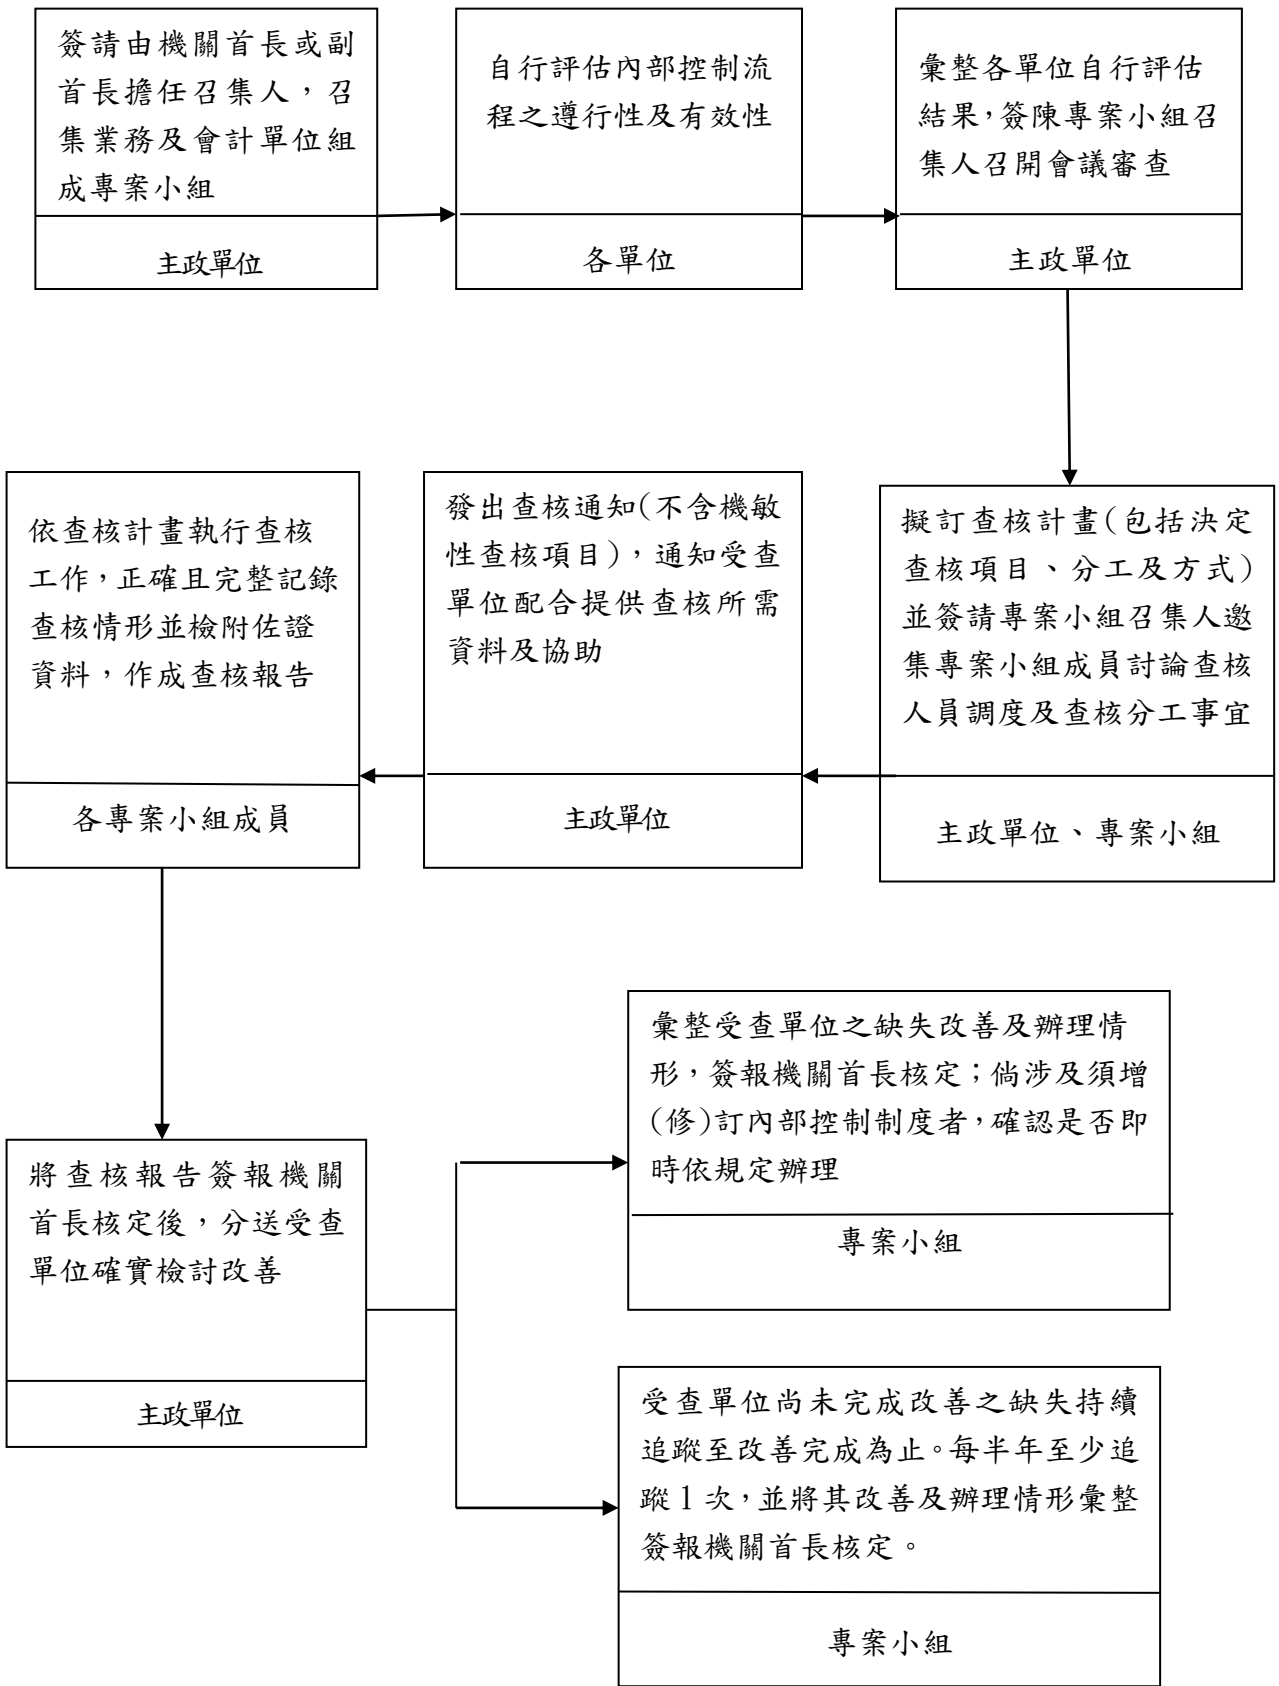 簽請由機關首長或副
首長擔任召集人，召
集業務及會計單位組
成專案小組
主政單位
自行評估內部控制流
程之遵行性及有效性
各單位
彙整各單位自行評估
結果，簽陳專案小組召
集人召開會議審查
主政單位
擬訂查核計畫(包括決定
查核項目、分工及方式)
並簽請專案小組召集人邀
集專案小組成員討論查核
人員調度及查核分工事宜
主政單位、專案小組
發出查核通知(不含機敏
性查核項目)，通知受查
單位配合提供查核所需
資料及協助
主政單位
依查核計畫執行查核
工作，正確且完整記錄
查核情形並檢附佐證
資料，作成查核報告
各專案小組成員
將查核報告簽報機關
首長核定後，分送受查
單位確實檢討改善
主政單位
彙整受查單位之缺失改善及辦理情
形，簽報機關首長核定；倘涉及須增
(修)訂內部控制制度者，確認是否即
時依規定辦理
專案小組
受查單位尚未完成改善之缺失持續
追蹤至改善完成為止。每半年至少追
蹤1次，並將其改善及辦理情形彙整
簽報機關首長核定。
專案小組